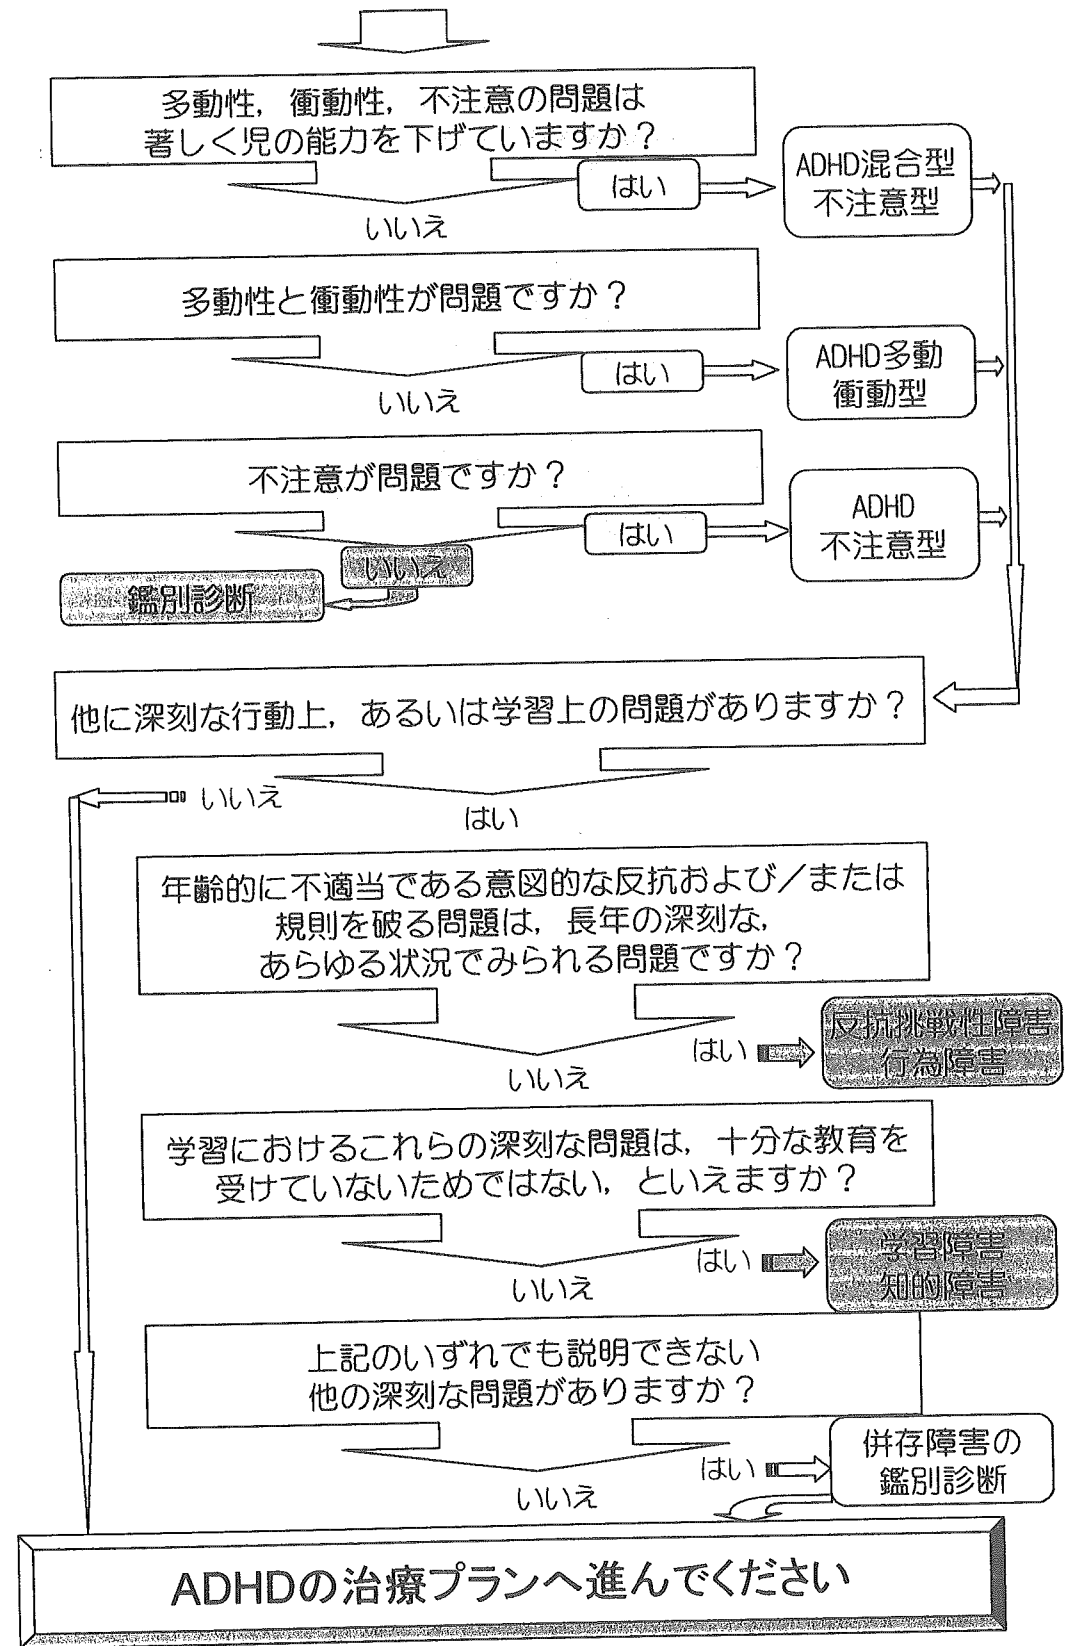 多動性，衝動性，不注意の問題は
著しく児の能力を下げていますか？
はい
ADHD混合型
不注意型
いいえ
多動性と衝動性が問題ですか？
はい
ADHD多動
衝動型
いいえ
不注意が問題ですか？
はい
ADHD
不注意型
いいえ
鑑別診断
他に深刻な行動上，あるいは学習上の問題がありますか？
いいえ
はい
年齢的に不適当である意図的な反抗および／または
規則を破る問題は，長年の深刻な，
あらゆる状況でみられる問題ですか？
はい
反抗挑戦性障害
行為障害
いいえ
学習におけるこれらの深刻な問題は，十分な教育を
受けていないためではない，といえますか？
はい
学習障害
知的障害
いいえ
上記のいずれでも説明できない
他の深刻な問題がありますか？
はい
併存障害の
鑑別診断
いいえ
ADHDの治療プランへ進んでください